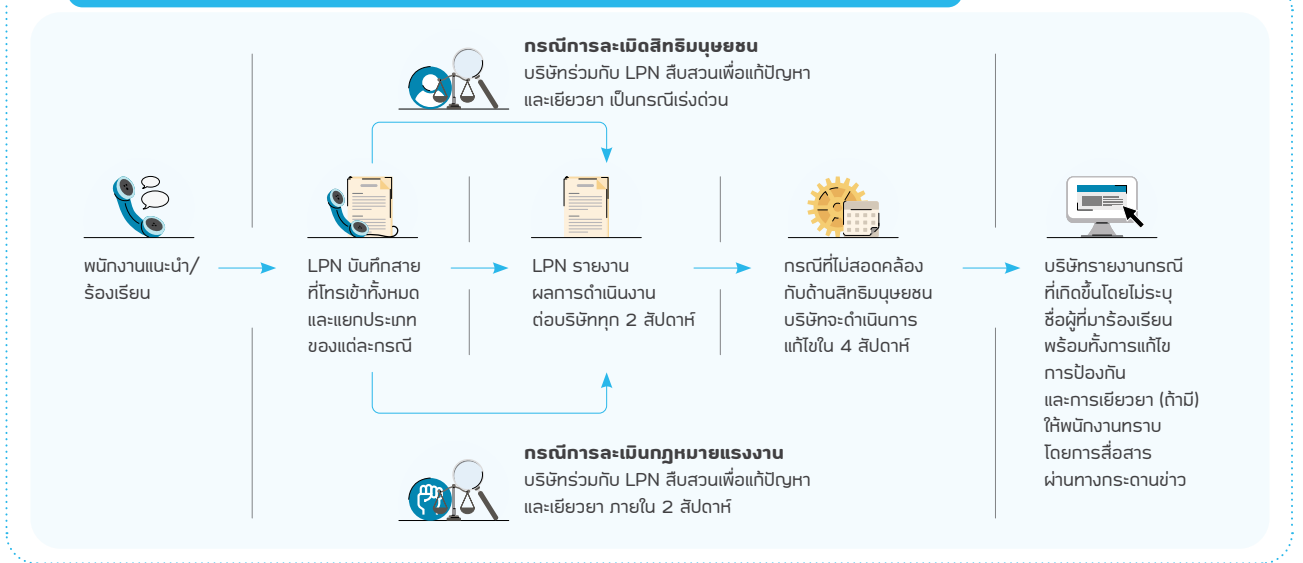 กรณีการละเมิดสิทธิมนุษยชน
บริษัทร่วมกับ LPN สืบสวนเพื่อแก้ปัญหา
และเยียวยา เป็นกรณีเร่งด่วน
พนักงานแนะนำ/
ร้องเรียน
LPN บันทึกสาย
ที่โทรเข้าทั้งหมด
และแยกประเภท
ของแต่ละกรณี
LPN รายงาน
ผลการดำเนินงาน
ต่อบริษัททุก 2 สัปดาห์
กรณีที่ไม่สอดคล้อง
กับด้านสิทธิมนุษยชน
บริษัทจะดำเนินการ
แก้ไขใน 4 สัปดาห์
บริษัทรายงานกรณี
ที่เกิดขึ้นโดยไม่ระบุ
ชื่อผู้ที่มาร้องเรียน
พร้อมทั้งการแก้ไข
การป้องกัน
และการเยียวยา (ถ้ามี)
ให้พนักงานทราบ
โดยการสื่อสาร
ผ่านทางกระดานข่าว
กรณีการละเมินกฎหมายแรงงาน
บริษัทร่วมกับ LPN สืบสวนเพื่อแก้ปัญหา
และเยียวยา ภายใน 2 สัปดาห์